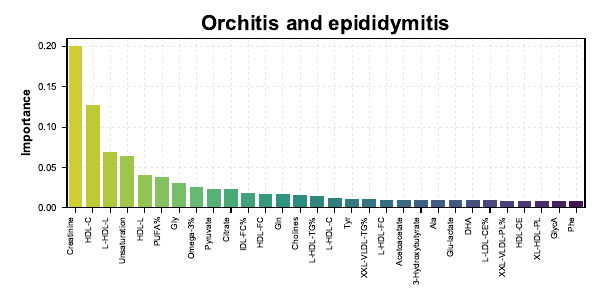 Orchitis and epididymitis
Importance
0.20
0.15
0.10
0.05
0.00
Creatinine
HDL-C
L-HDL-L
Unsaturation
HDL-L
PUFA%
Gly
Omega-3%
Pyruvate
Citrate
IDL-FC%
HDL-FC
Gln
Cholines
L-HDL-TG%
L-HDL-C
Tyr
XXL-VLDL-TG%
L-HDL-FC
Acetoacetate
3-Hydroxybutyrate
Ala
Glu-lactate
DHA
L-LDL-CE%
XXL-VLDL-PL%
HDL-CE
XL-HDL-PL
GlycA
Phe